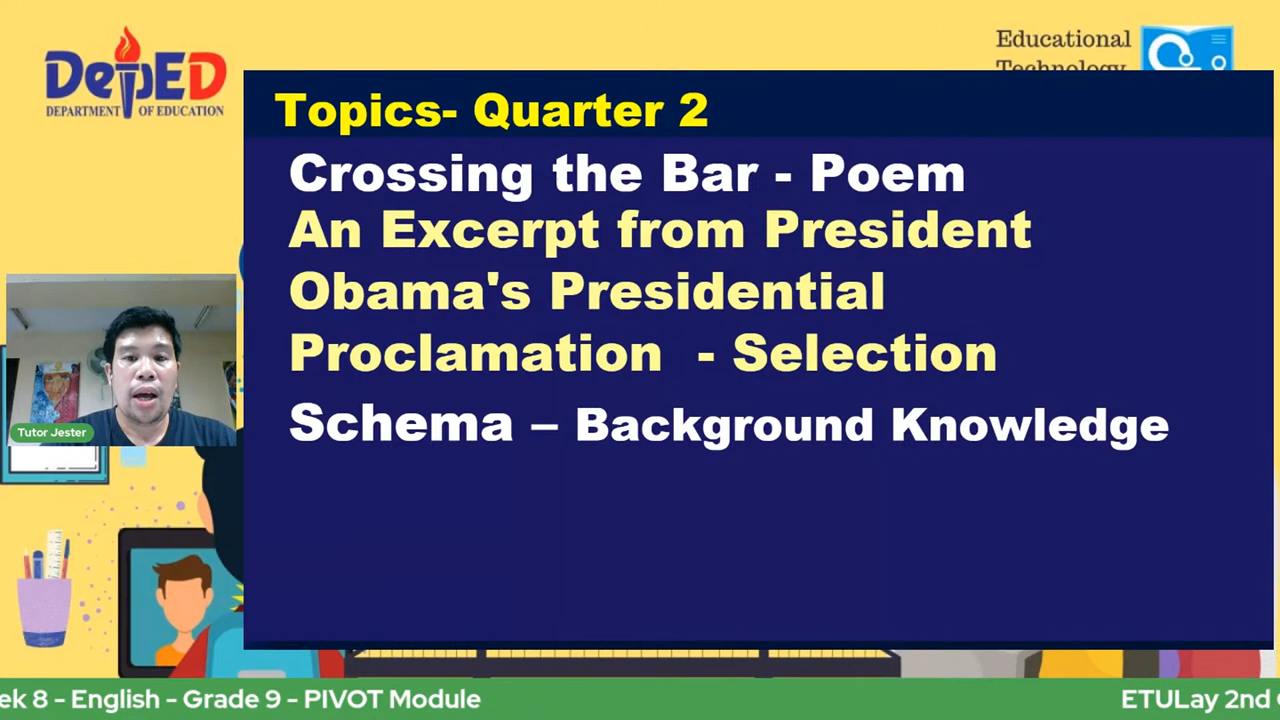 DepED
DEPARTMENT OF EDUCATION
Educational
Technology
Topics- Quarter 2
Crossing the Bar - Poem
An Excerpt from President
Obama's Presidential
Proclamation - Selection
Schema – Background Knowledge
Tutor Jester
ek 8 - English - Grade 9 - PIVOT Module
ETULay 2nd